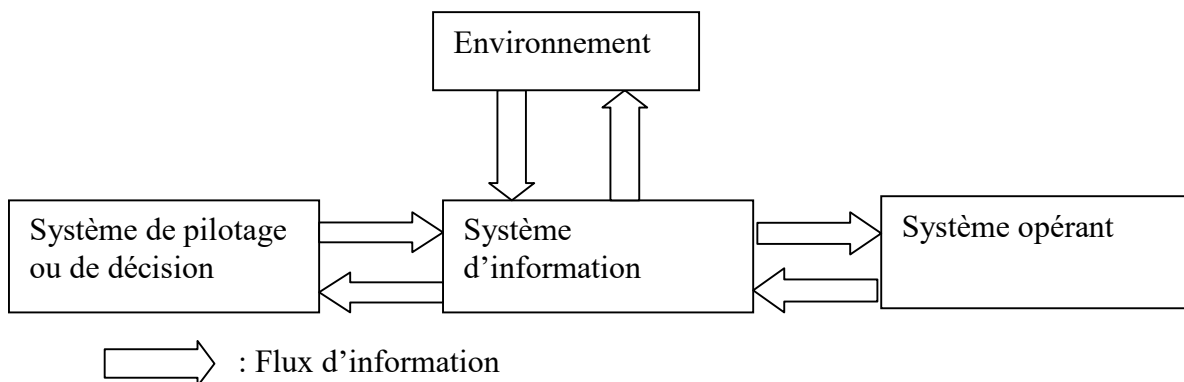 Environnement
Système de pilotage
ou de décision
Système
d’information
Système opérant
: Flux d’information